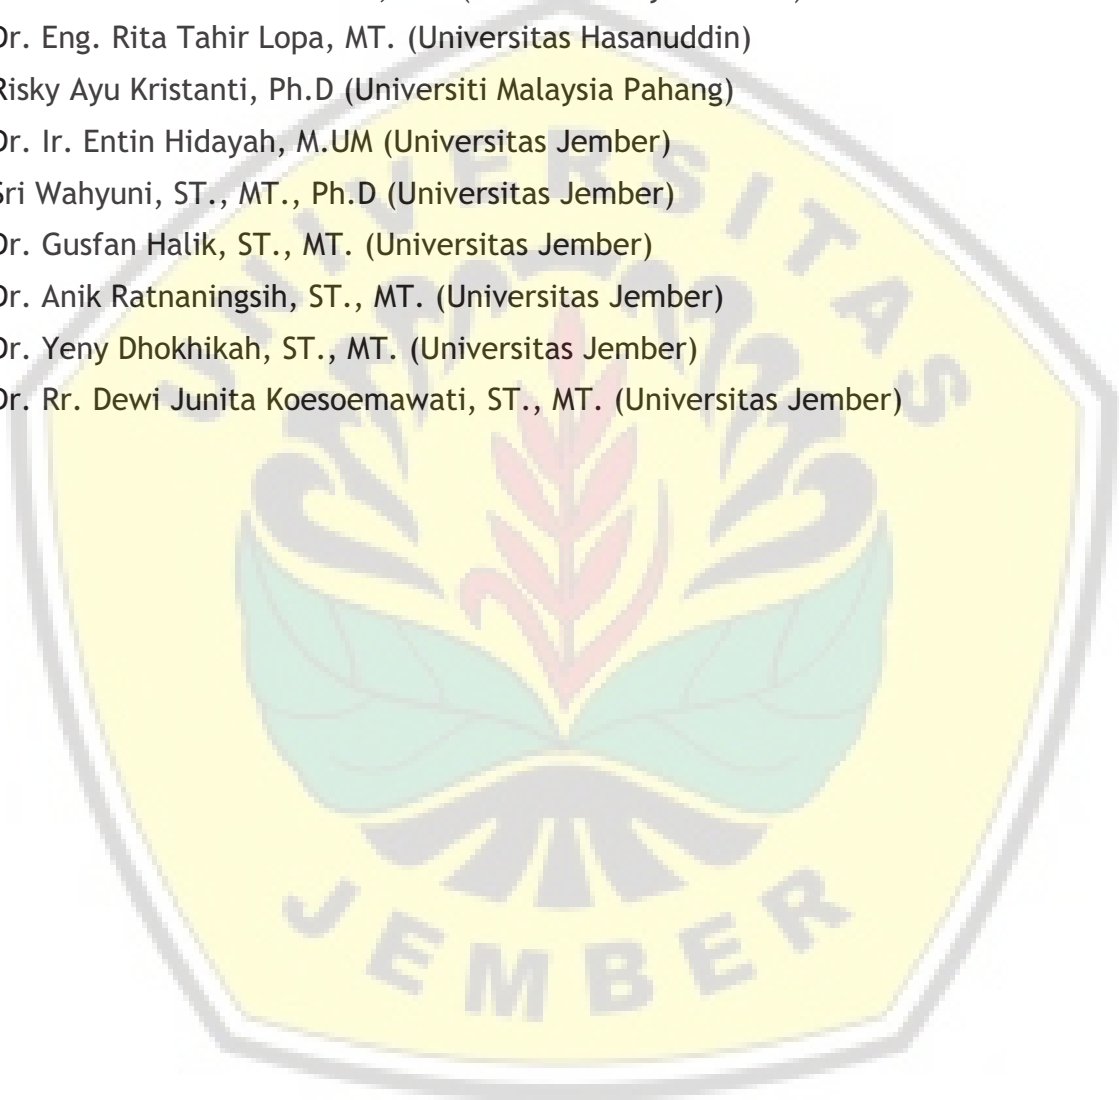 Dr. Eng. Rita Tahir Lopa, MT. (Universitas Hasanuddin)
Risky Ayu Kristanti, Ph.D (Universiti Malaysia Pahang)
Dr. Ir. Entin Hidayah, M.UM (Universitas Jember)
Sri Wahyuni, ST., MT., Ph.D (Universitas Jember)
Dr. Gusfan Halik, ST., MT. (Universitas Jember)
Dr. Anik Ratnaningsih, ST., MT. (Universitas Jember)
Dr. Yeny Dhokhikah, ST., MT. (Universitas Jember)
Dr. Rr. Dewi Junita Koesoemawati, ST., MT. (Universitas Jember)
UNIVERSITAS
JEMBER